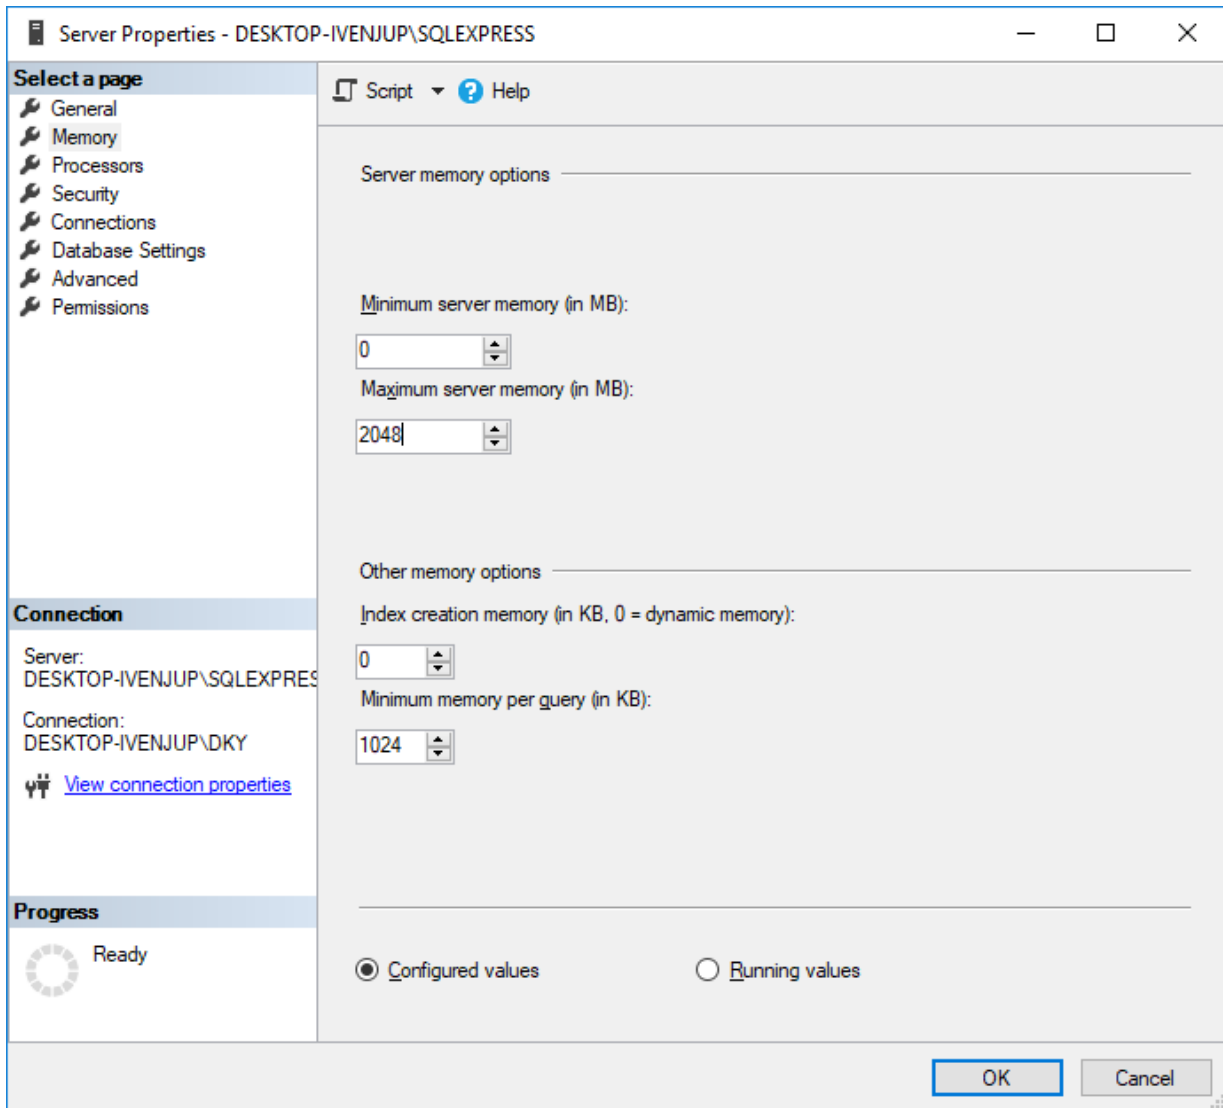 Server Properties - DESKTOP-IVENJUP\SQLEXPRESS
Select a page
General
Memory
Processors
Security
Connections
Database Settings
Advanced
Permissions
Connection
Server:
DESKTOP-IVENJUP\SQLEXPRES
Connection:
DESKTOP-IVENJUP\DKY
View connection properties
Progress
Ready
Script
Help
Server memory options
Minimum server memory (in MB):
0
Maximum server memory (in MB):
2048
Other memory options
Index creation memory (in KB, 0 = dynamic memory):
0
Minimum memory per query (in KB):
1024
Configured values
Running values
OK
Cancel